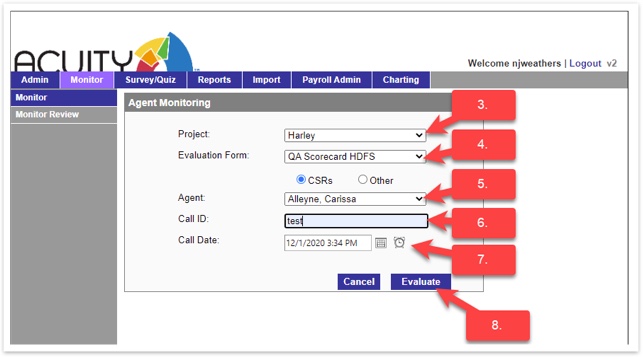 ACUITY
Welcome njweathers | Logout v2
Admin Monitor Survey/Quiz Reports Import Payroll Admin Charting
Monitor
Monitor Review
Agent Monitoring
3.
Project: Harley
4.
Evaluation Form: QA Scorecard HDFS
CSRs Other
5.
Agent: Alleyne, Carissa
6.
Call ID: test
Call Date: 12/1/2020 3:34 PM
7.
Cancel Evaluate
8.